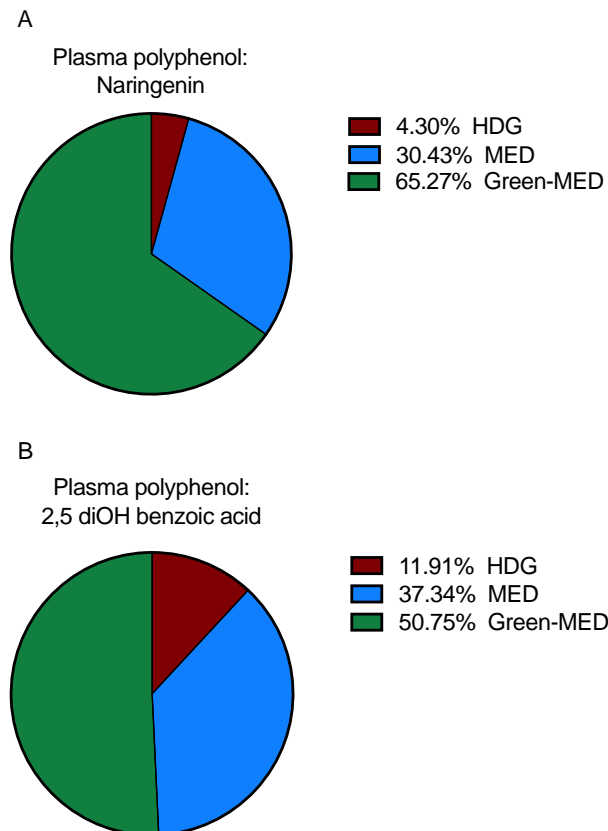 A
Plasma polyphenol:
Naringenin
4.30% HDG
30.43% MED
65.27% Green-MED
B
Plasma polyphenol:
2,5 diOH benzoic acid
11.91% HDG
37.34% MED
50.75% Green-MED